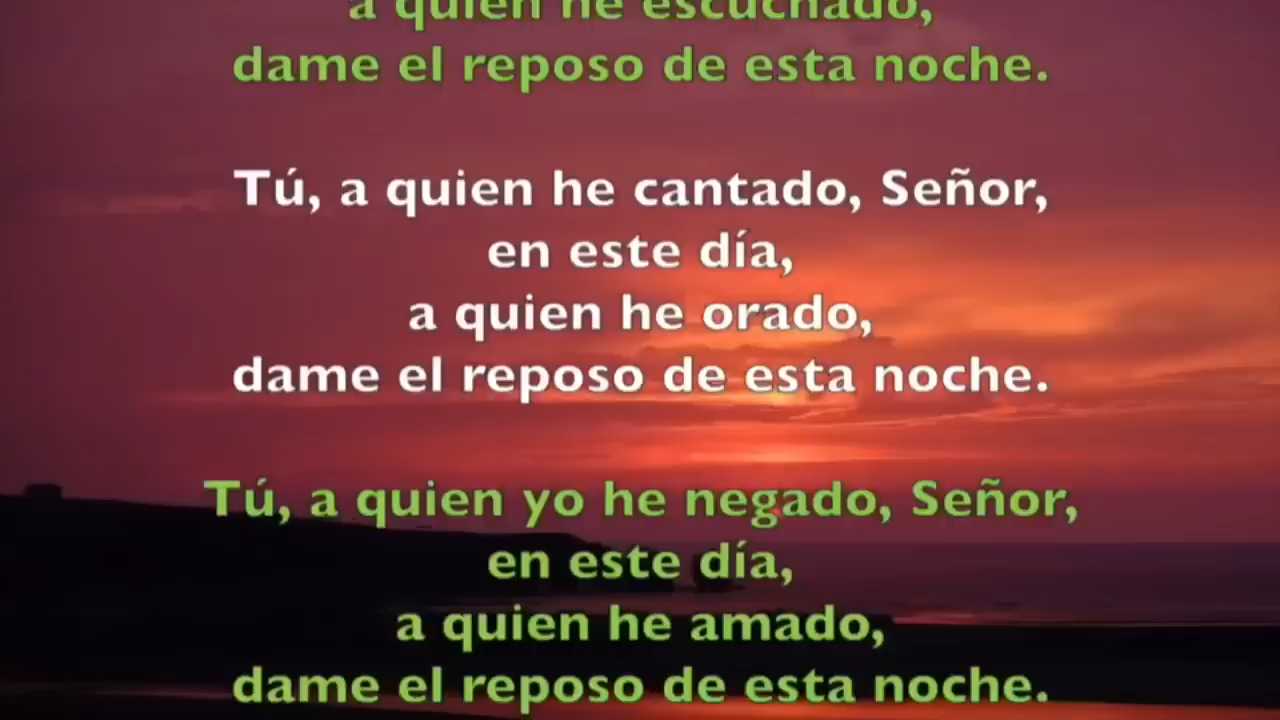 a quien he escuchado,
dame el reposo de esta noche.
Tú, a quien he cantado, Señor,
en este día,
a quien he orado,
dame el reposo de esta noche.
Tú, a quien yo he negado, Señor,
en este día,
a quien he amado,
dame el reposo de esta noche.